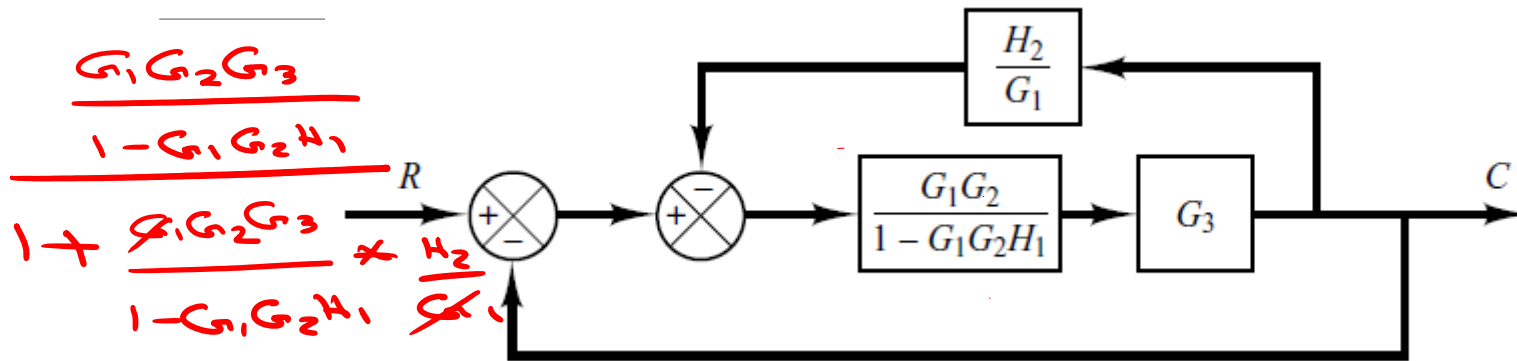 G₁G₂G₃
1 - G₁G₂H₁
1 + G₁G₂G₃ × H₂
1 - G₁G₂H₁ G₁
R
+
−
+
−
H₂
G₁
G₁G₂
1 − G₁G₂H₁
G₃
C